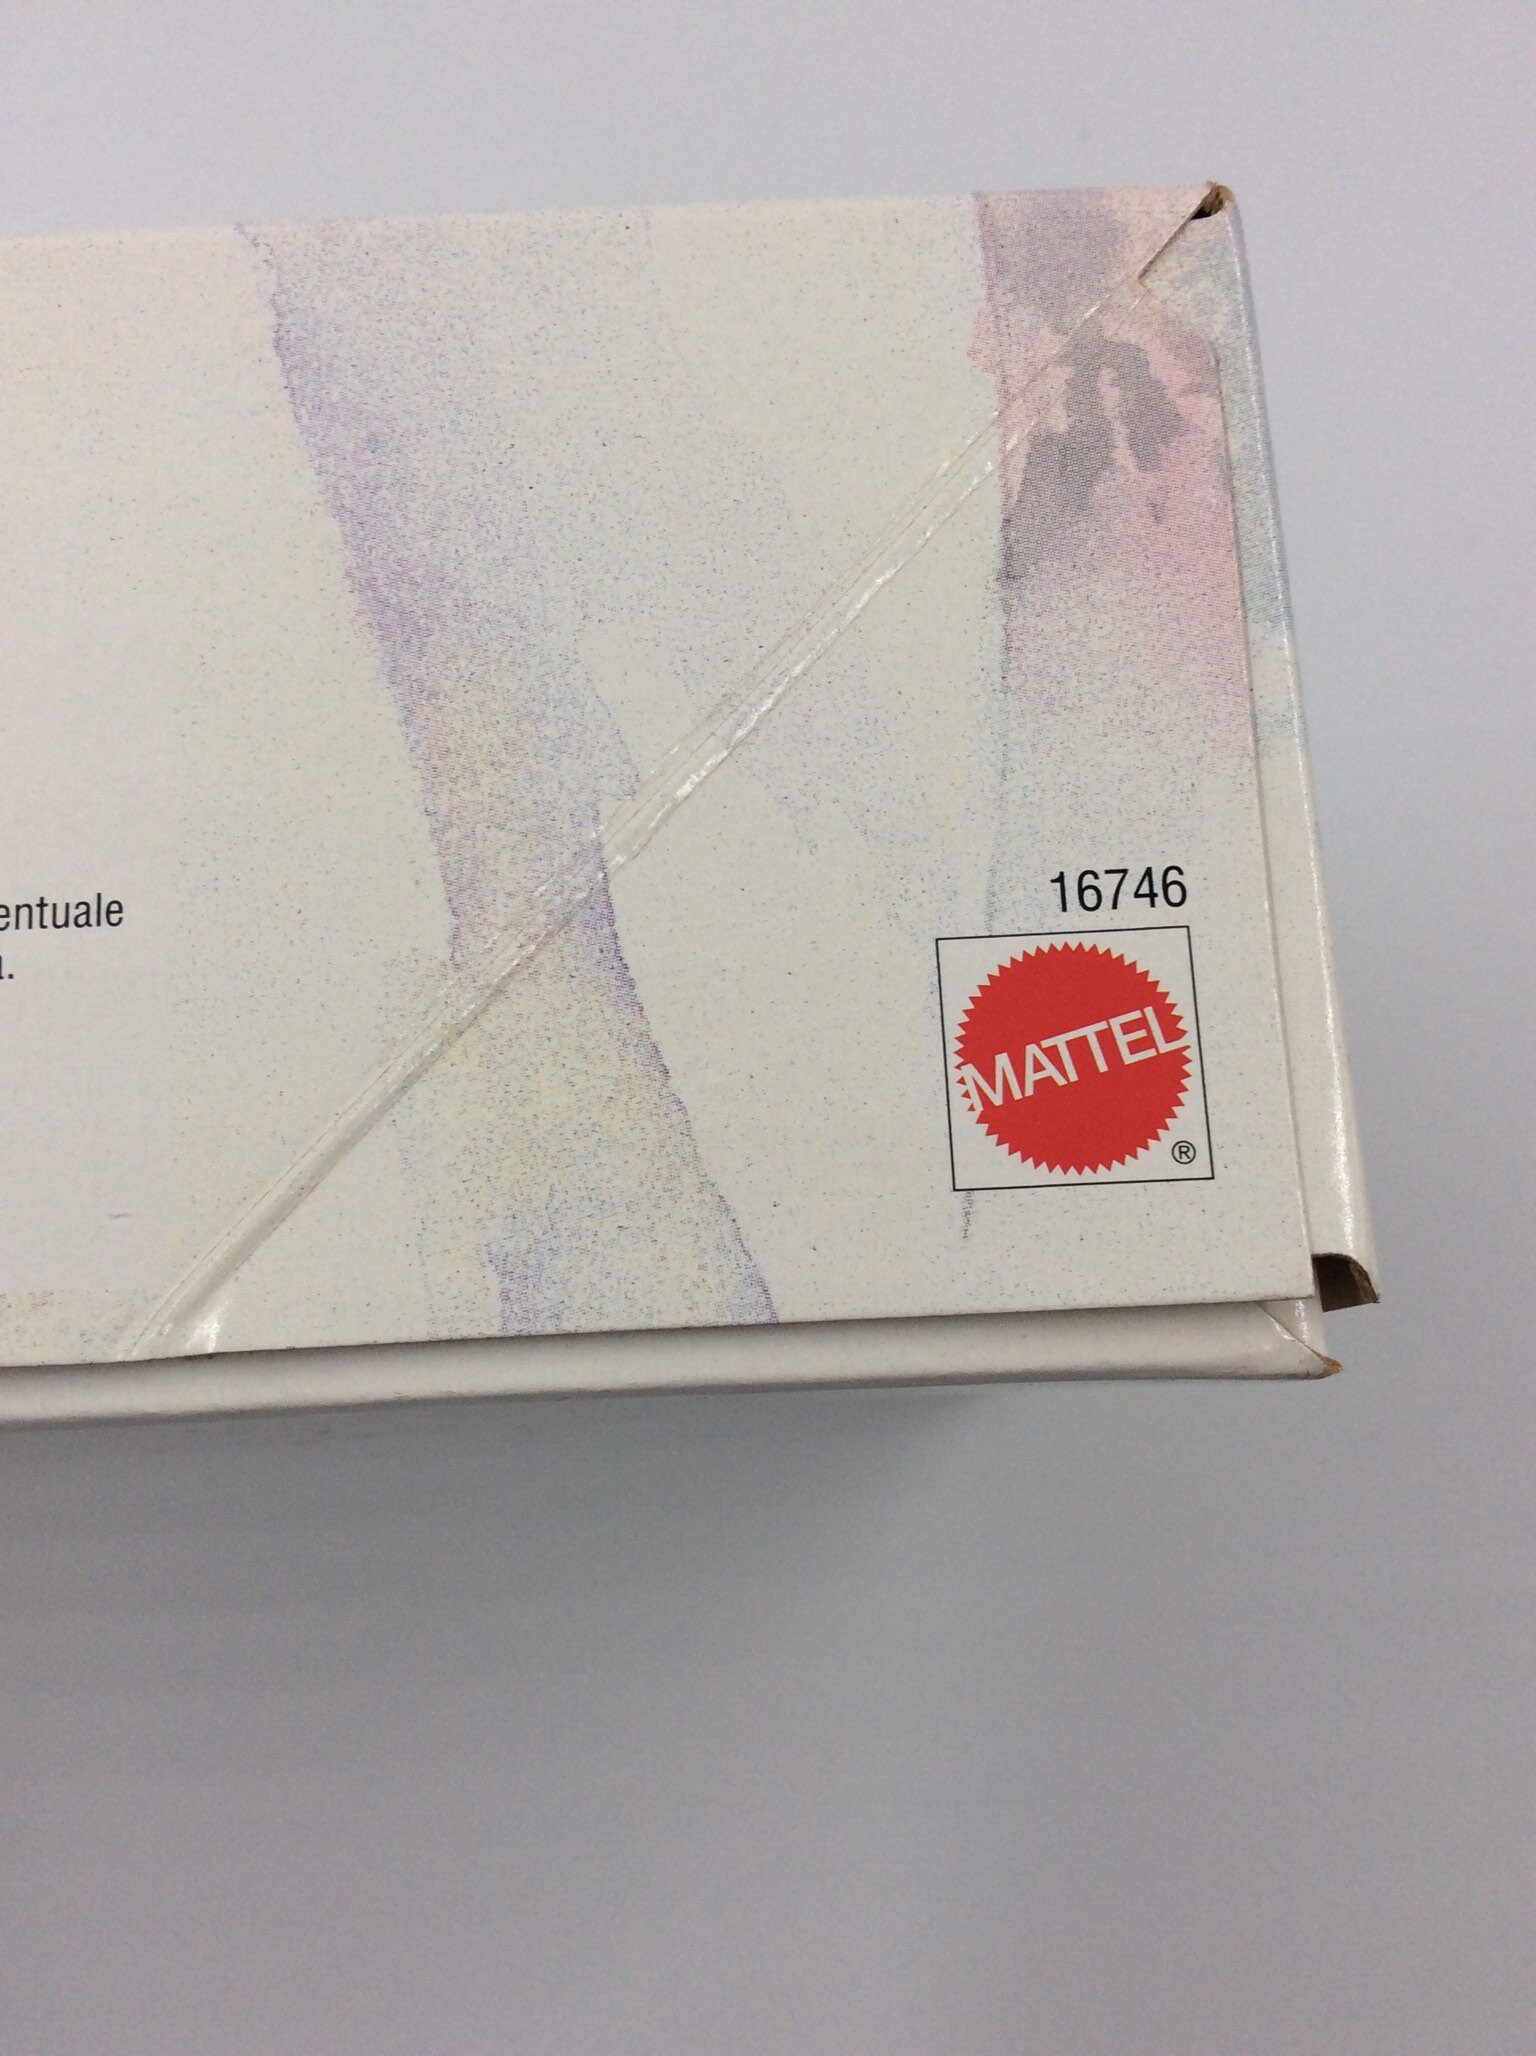 entuale
a.
16746
MATTEL
®